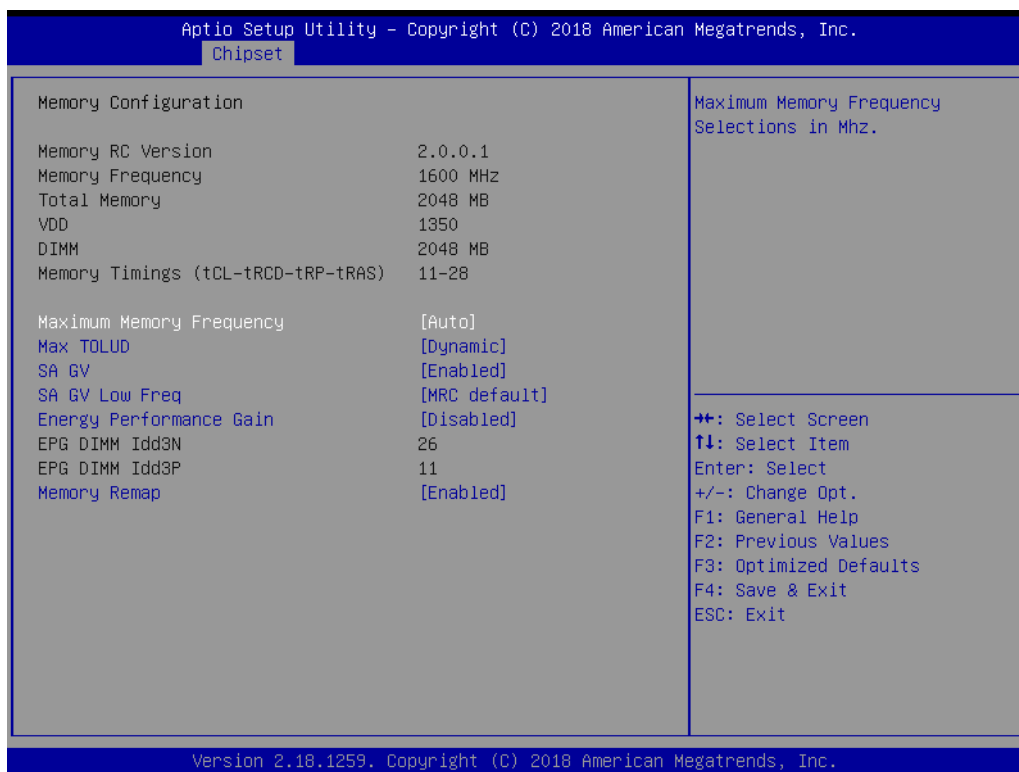 Aptio Setup Utility – Copyright (C) 2018 American Megatrends, Inc.
Chipset
Memory Configuration
Memory RC Version 2.0.0.1
Memory Frequency 1600 MHz
Total Memory 2048 MB
VDD 1350
DIMM 2048 MB
Memory Timings (tCL-tRCD-tRP-tRAS) 11-28
Maximum Memory Frequency [Auto]
Max TOLUD [Dynamic]
SA GV [Enabled]
SA GV Low Freq [MRC default]
Energy Performance Gain [Disabled]
EPG DIMM Idd3N 26
EPG DIMM Idd3P 11
Memory Remap [Enabled]
Maximum Memory Frequency
Selections in Mhz.
→←: Select Screen
↑↓: Select Item
Enter: Select
+/-: Change Opt.
F1: General Help
F2: Previous Values
F3: Optimized Defaults
F4: Save & Exit
ESC: Exit
Version 2.18.1259. Copyright (C) 2018 American Megatrends, Inc.